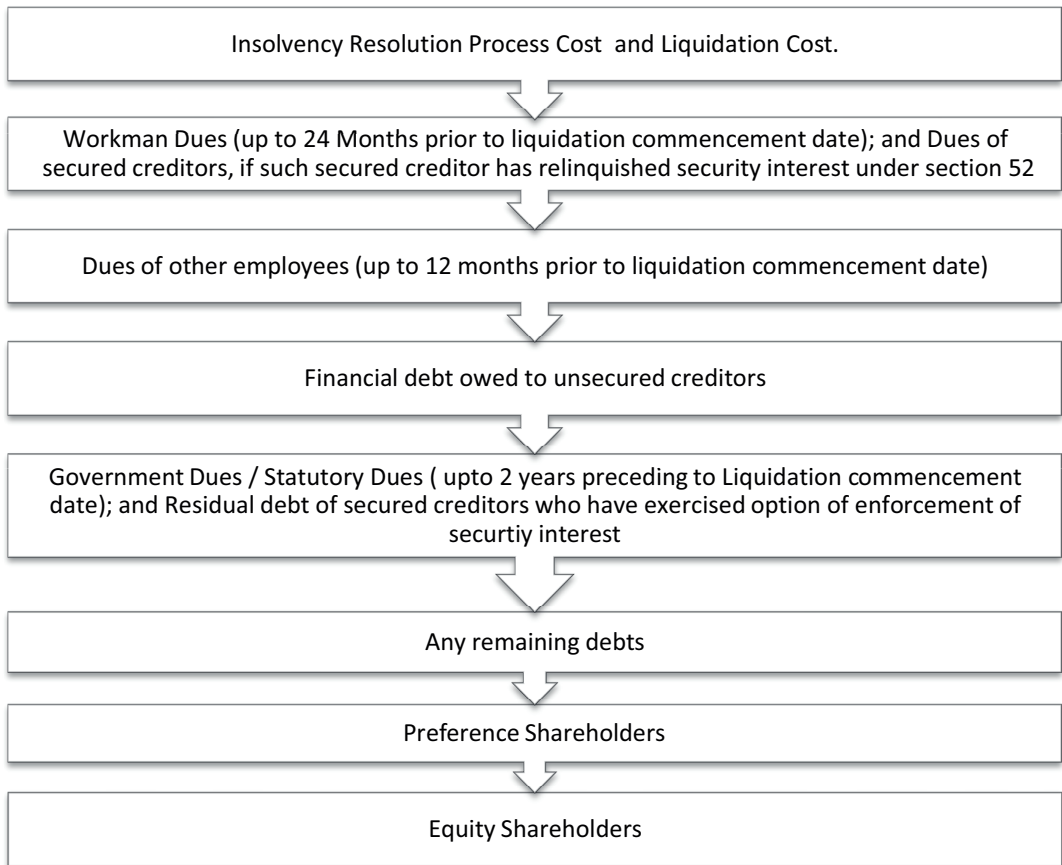 Insolvency Resolution Process Cost and Liquidation Cost.
Workman Dues (up to 24 Months prior to liquidation commencement date); and Dues of
secured creditors, if such secured creditor has relinquished security interest under section 52
Dues of other employees (up to 12 months prior to liquidation commencement date)
Financial debt owed to unsecured creditors
Government Dues / Statutory Dues ( upto 2 years preceding to Liquidation commencement
date); and Residual debt of secured creditors who have exercised option of enforcement of
securtiy interest
Any remaining debts
Preference Shareholders
Equity Shareholders